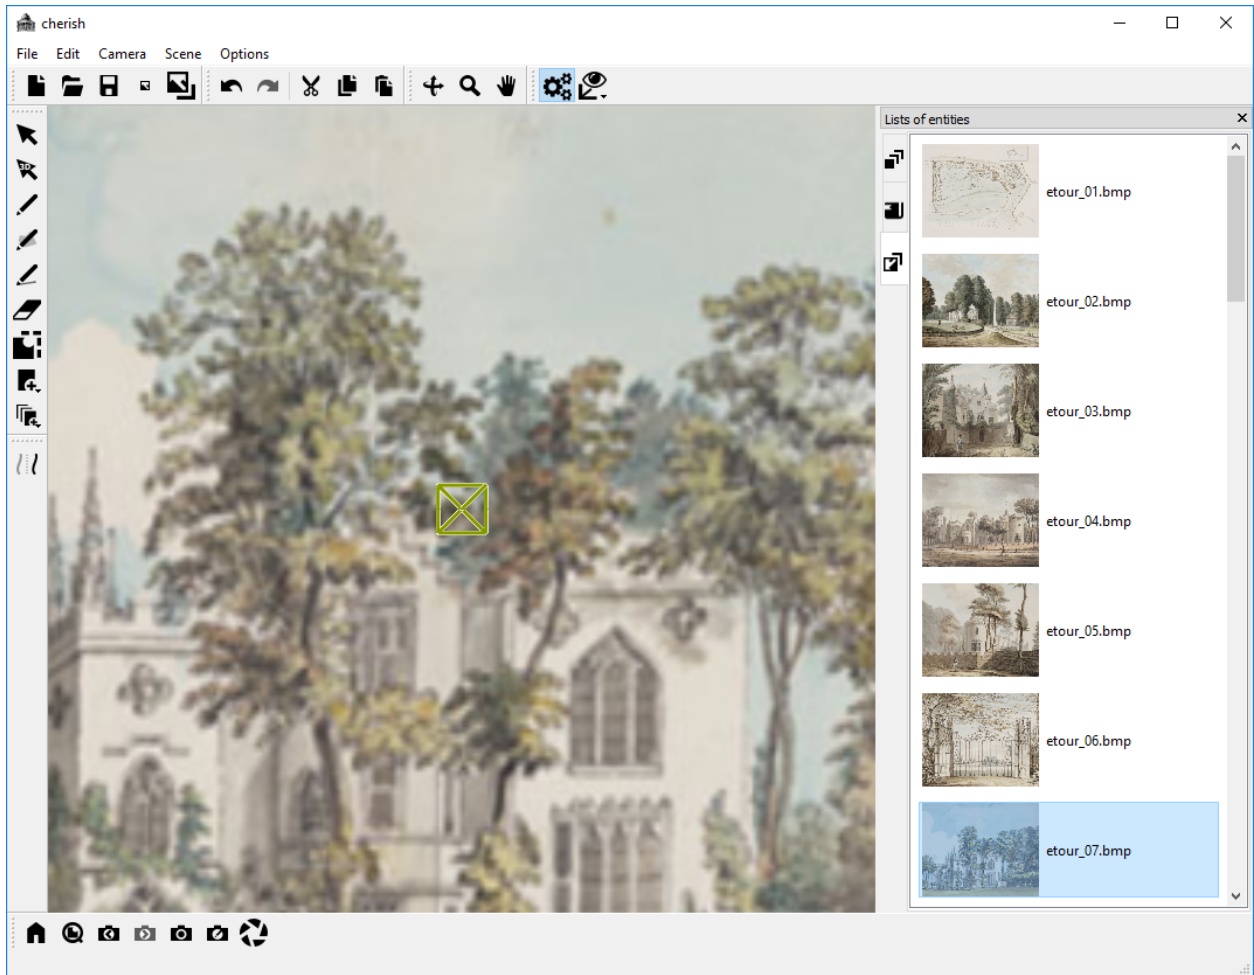 cherish
File Edit Camera Scene Options
Lists of entities
3D
etour_01.bmp
etour_02.bmp
etour_03.bmp
etour_04.bmp
etour_05.bmp
etour_06.bmp
etour_07.bmp